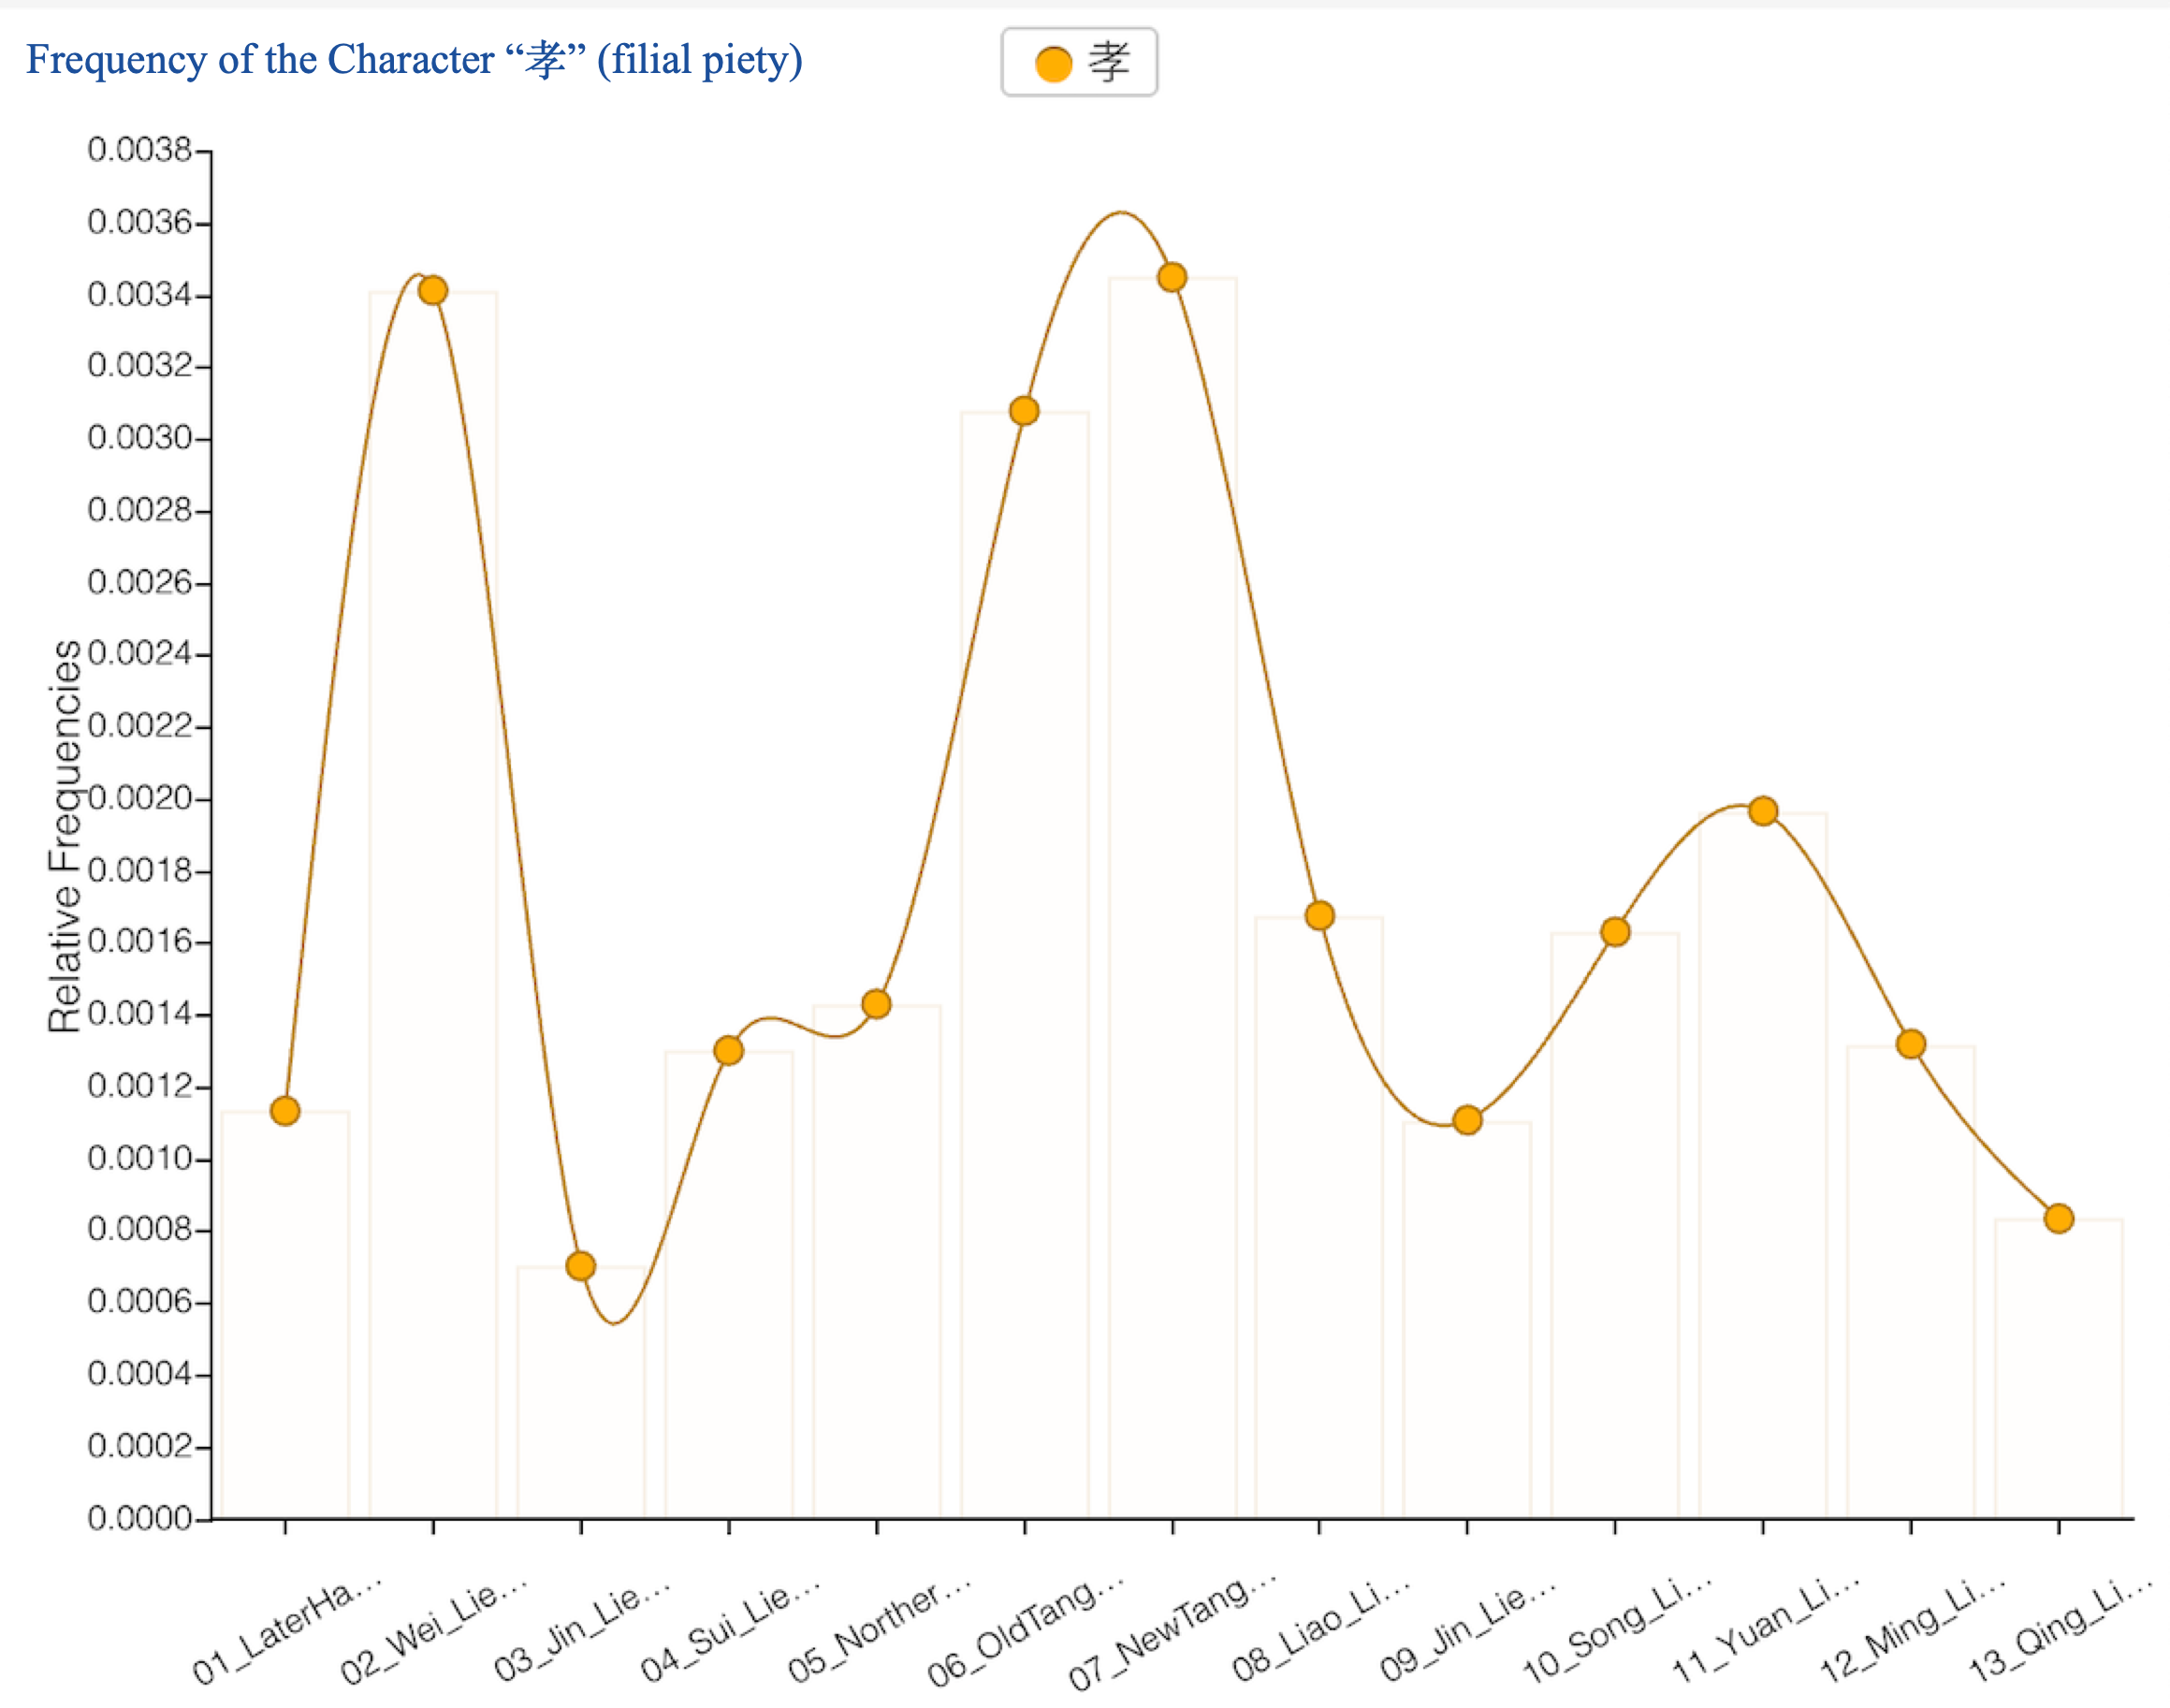 Frequency of the Character “孝” (filial piety)
孝
0.0038
0.0036
0.0034
0.0032
0.0030
0.0028
0.0026
0.0024
0.0022
0.0020
0.0018
0.0016
0.0014
0.0012
0.0010
0.0008
0.0006
0.0004
0.0002
0.0000
Relative Frequencies
01_LaterHa...
02_Wei_Lie...
03_Jin_Lie...
04_Sui_Lie...
05_Norther...
06_OldTang...
07_NewTang...
08_Liao_Li...
09_Jin_Lie...
10_Song_Li...
11_Yuan_Li...
12_Ming_Li...
13_Qing_Li...